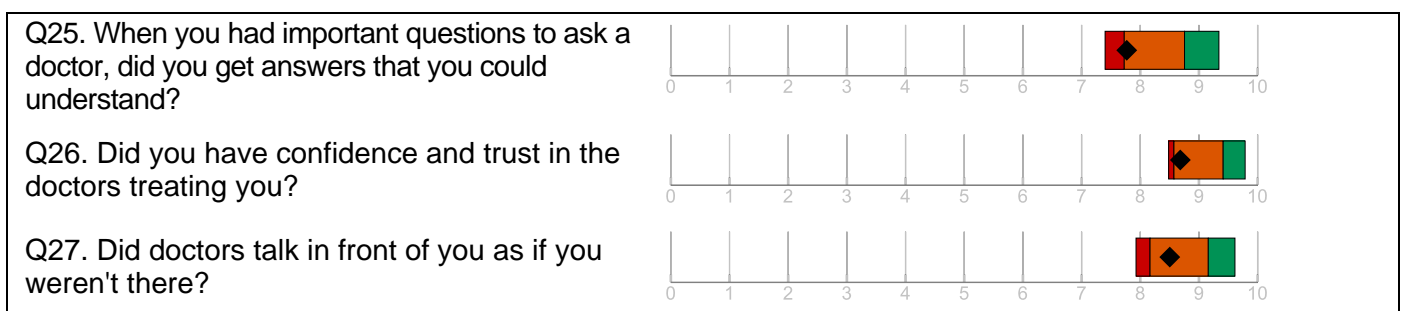 Q25. When you had important questions to ask a
doctor, did you get answers that you could
understand?
0 1 2 3 4 5 6 7 8 9 10
Q26. Did you have confidence and trust in the
doctors treating you?
0 1 2 3 4 5 6 7 8 9 10
Q27. Did doctors talk in front of you as if you
weren't there?
0 1 2 3 4 5 6 7 8 9 10